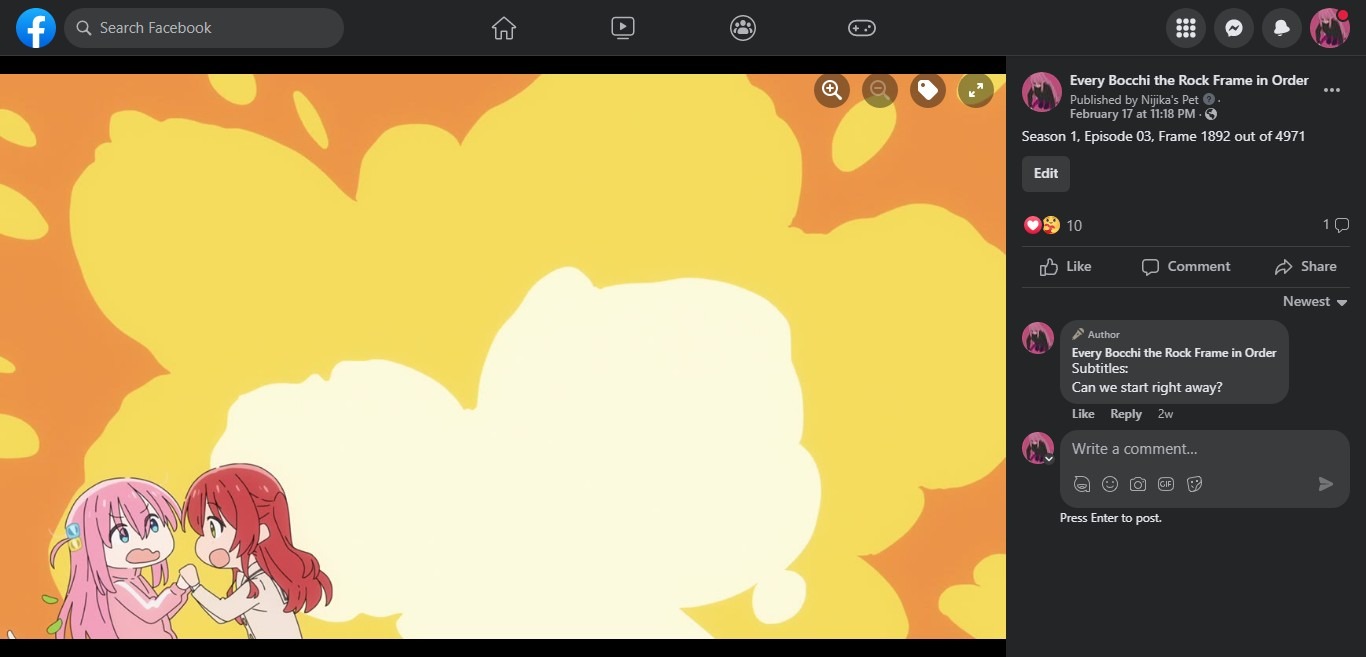 Search Facebook
Every Bocchi the Rock Frame in Order
Published by Nijika's Pet ·
February 17 at 11:18 PM ·
Season 1, Episode 03, Frame 1892 out of 4971
Edit
10
1
Like
Comment
Share
Newest
Author
Every Bocchi the Rock Frame in Order
Subtitles:
Can we start right away?
Like Reply 2w
Write a comment...
GIF
Press Enter to post.